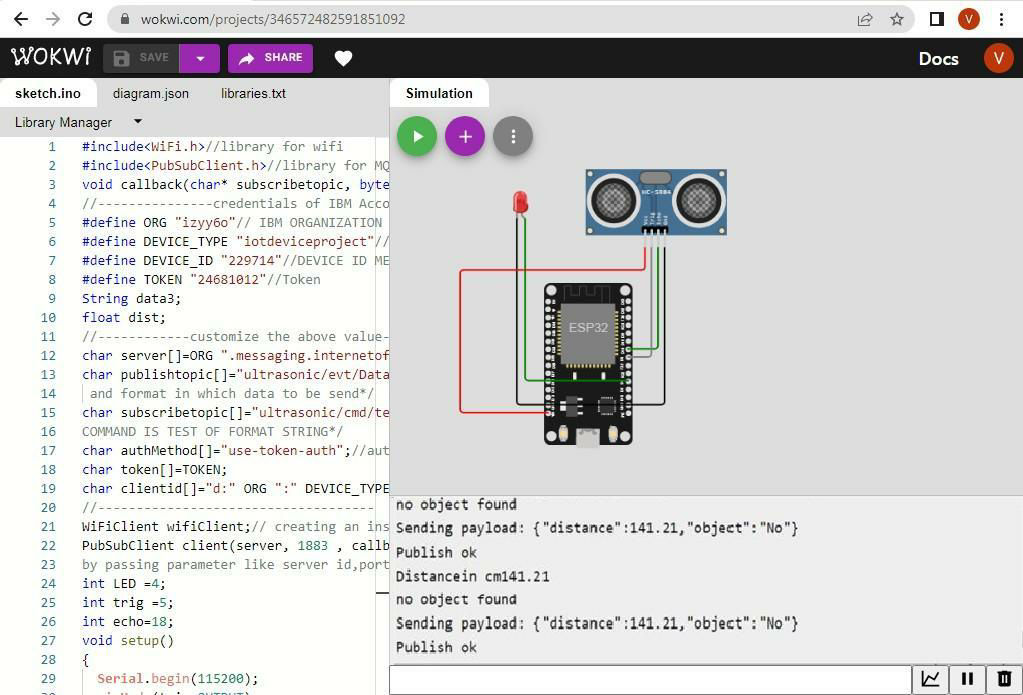 wokwi.com/projects/346572482591851092
V
WOKWi
SAVE
SHARE
Docs
V
sketch.ino
diagram.json
libraries.txt
Simulation
Library Manager
1 #include<WiFi.h>//library for wifi
2 #include<PubSubClient.h>//library for MQ
3 void callback(char* subscribetopic, byte
4 //---------------credentials of IBM Acco
5 #define ORG "izyy6o"// IBM ORGANIZATION
6 #define DEVICE_TYPE "iotdeviceproject"//
7 #define DEVICE_ID "229714"//DEVICE ID ME
8 #define TOKEN "24681012"//Token
9 String data3;
10 float dist;
11 //------------customize the above value-
12 char server[]=ORG ".messaging.internetof
13 char publishtopic[]="ultrasonic/evt/Data
14 and format in which data to be send*/
15 char subscribetopic[]="ultrasonic/cmd/te
16 COMMAND IS TEST OF FORMAT STRING*/
17 char authMethod[]="use-token-auth";//aut
18 char token[]=TOKEN;
19 char clientid[]="d:" ORG ":" DEVICE_TYPE
20 //-----------------------------------
21 WiFiClient wifiClient;// creating an ins
22 PubSubClient client(server, 1883 , callb
23 by passing parameter like server id,port
24 int LED =4;
25 int trig =5;
26 int echo=18;
27 void setup()
28 {
29 Serial.begin(115200);
HC-SR04
Vcc
Trig
Echo
Gnd
ESP32
no object found
Sending payload: {"distance":141.21,"object":"No"}
Publish ok
Distancein cm141.21
no object found
Sending payload: {"distance":141.21,"object":"No"}
Publish ok